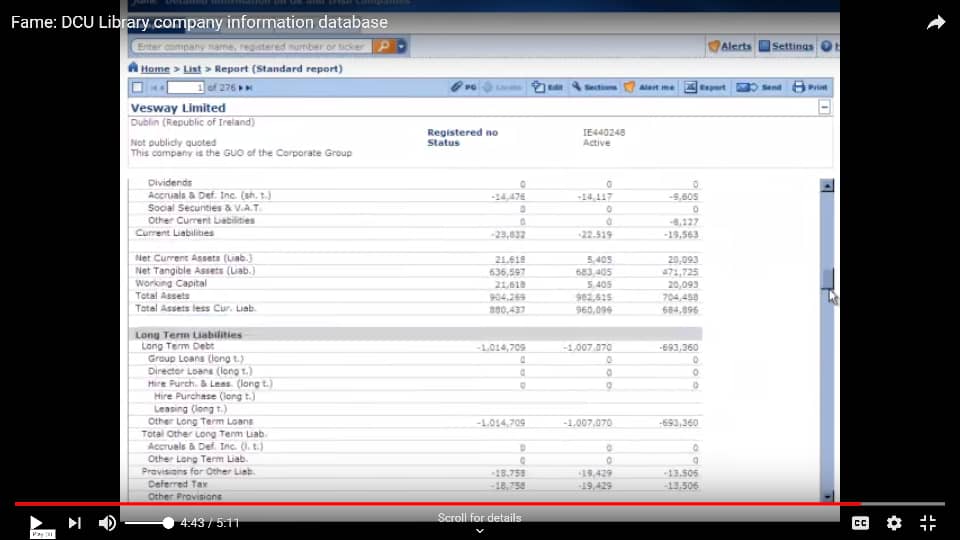 Fame: DCU Library company information database
Enter company name, registered number or ticker
Alerts Settings
Home > List > Report (Standard report)
1 of 276 PG Edit Sections Alert me Export Send Print
Vesway Limited
Dublin (Republic of Ireland)
Registered no IE440248
Not publicly quoted Status Active
This company is the GUO of the Corporate Group
Dividends 0 0 0
Accruals & Def. Inc. (sh. t.) -14,476 -14,117 -9,605
Social Securities & V.A.T. 0 0 0
Other Current Liabilities 0 0 -8,127
Current Liabilities -23,832 -22,519 -19,563
Net Current Assets (Liab.) 21,618 5,405 20,093
Net Tangible Assets (Liab.) 636,597 683,405 471,725
Working Capital 21,618 5,405 20,093
Total Assets 904,269 982,615 704,458
Total Assets less Cur. Liab. 880,437 960,096 684,896
Long Term Liabilities
Long Term Debt -1,014,709 -1,007,070 -693,360
Group Loans (long t.) 0 0 0
Director Loans (long t.) 0 0 0
Hire Purch. & Leas. (long t.) 0 0 0
Hire Purchase (long t.)
Leasing (long t.)
Other Long Term Loans -1,014,709 -1,007,070 -693,360
Total Other Long Term Liab.
Accruals & Def. Inc. (l. t.) 0 0 0
Other Long Term Liab. 0 0 0
Provisions for Other Liab. -18,758 -19,429 -13,506
Deferred Tax -18,758 -19,429 -13,506
Other Provisions
4:43 / 5:11
Scroll for details
CC